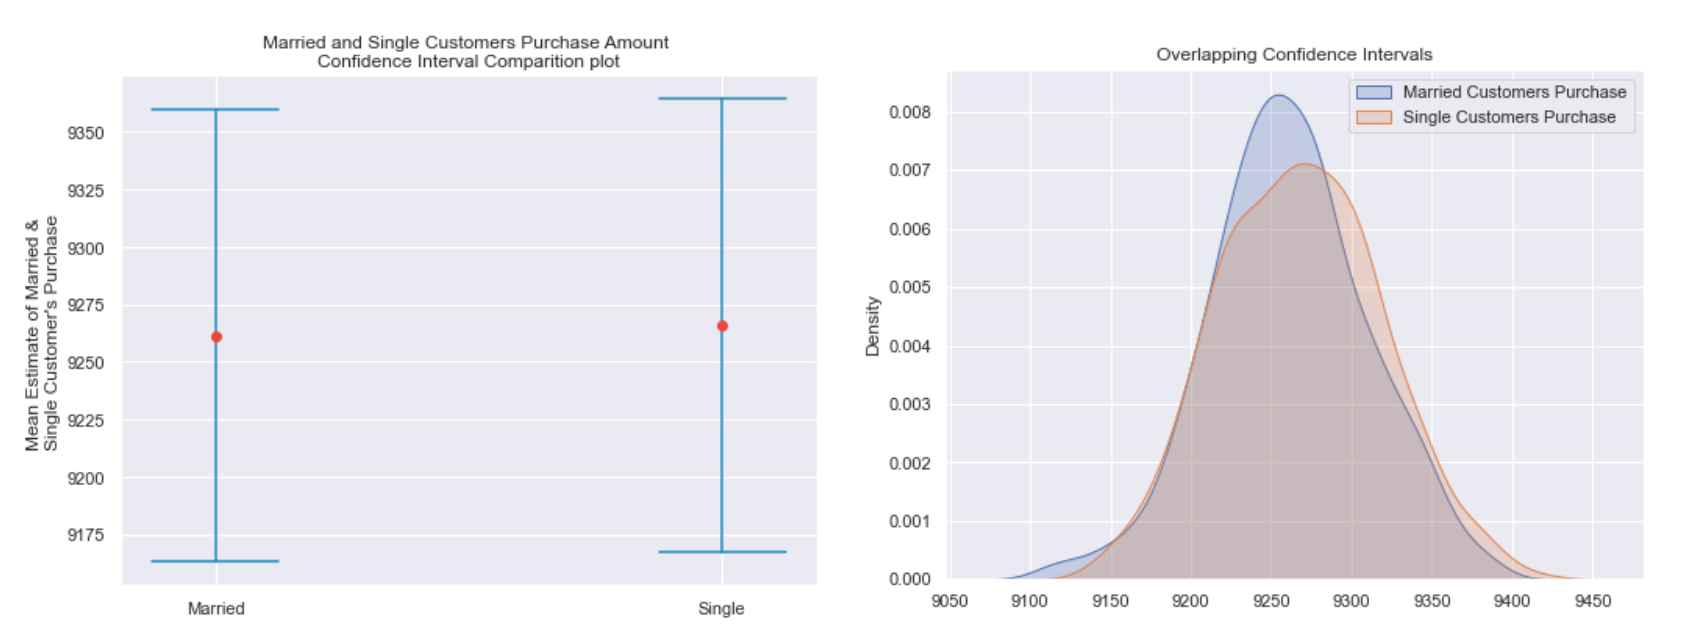 Married and Single Customers Purchase Amount
Confidence Interval Comparition plot
Mean Estimate of Married &
Single Customer's Purchase
9350
9325
9300
9275
9250
9225
9200
9175
Married
Single
Overlapping Confidence Intervals
Married Customers Purchase
Single Customers Purchase
Density
0.008
0.007
0.006
0.005
0.004
0.003
0.002
0.001
0.000
9050 9100 9150 9200 9250 9300 9350 9400 9450